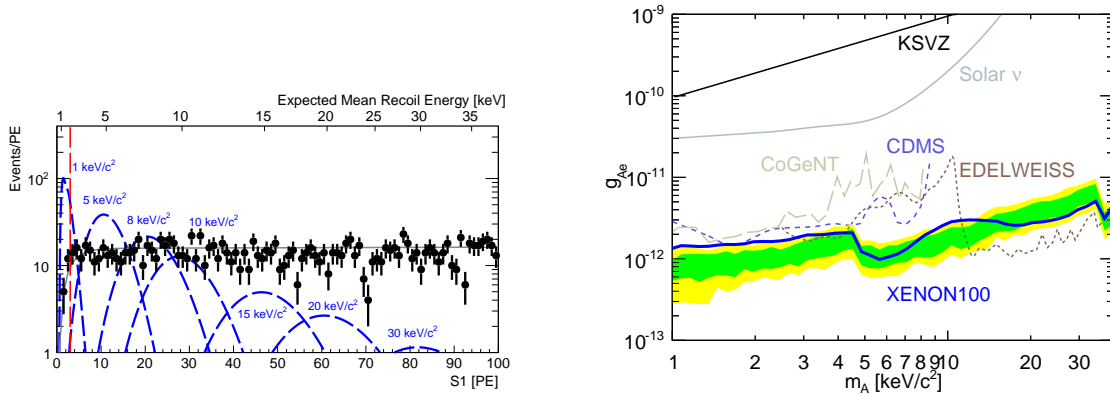 Expected Mean Recoil Energy [keV]
1 5 10 15 20 25 30
Events/PE
10²
10
1
1 keV/c²
5 keV/c²
8 keV/c²
10 keV/c²
15 keV/c²
20 keV/c²
30 keV/c²
0 10 20 30 40 50 60 70 80 90 100
S1 [PE]
g_Ae
10⁻⁹
10⁻¹⁰
10⁻¹¹
10⁻¹²
10⁻¹³
KSVZ
Solar ν
CDMS
CoGeNT
EDELWEISS
XENON100
1 2 3 4 5 6 7 8 9 10 20 30
m_A [keV/c²]